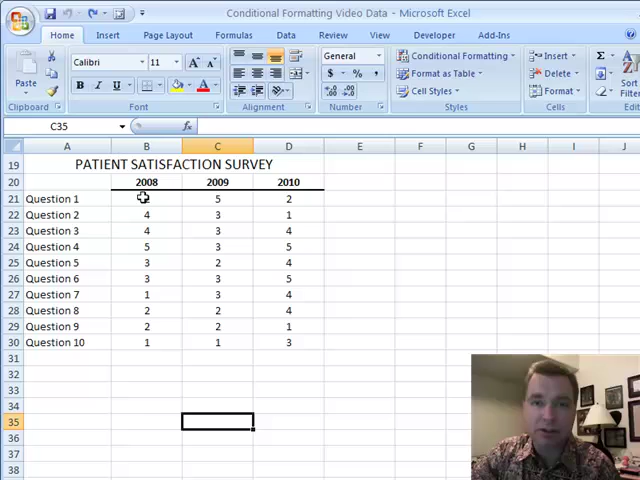 Conditional Formatting Video Data - Microsoft Excel
Home Insert Page Layout Formulas Data Review View Developer Add-Ins
Paste
Clipboard
Calibri 11
B I U A
Font
Alignment
General
$ % ,
Number
Conditional Formatting
Format as Table
Cell Styles
Styles
Insert
Delete
Format
Cells
Σ
Sort
Filter
Editi
C35 fx
A B C D E F G H I J
19 PATIENT SATISFACTION SURVEY
20 2008 2009 2010
21 Question 1 5 2
22 Question 2 4 3 1
23 Question 3 4 3 4
24 Question 4 5 3 5
25 Question 5 3 2 4
26 Question 6 3 3 5
27 Question 7 1 3 4
28 Question 8 2 2 4
29 Question 9 2 2 1
30 Question 10 1 1 3
31
32
33
34
35
36
37
38